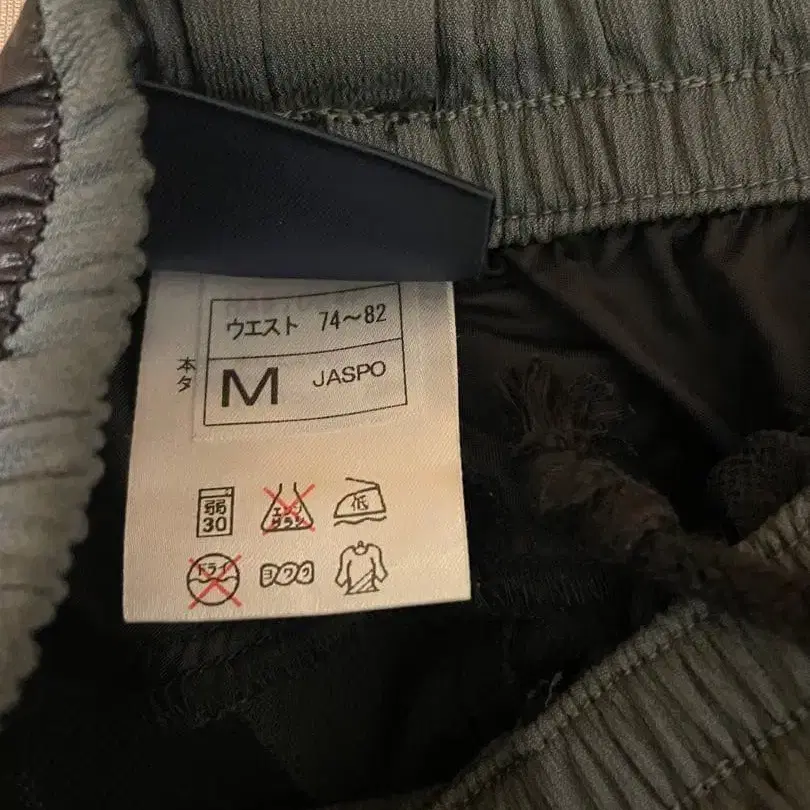 ウエスト 74～82
M JASPO
本
タ
弱
30
エンソ
サラシ
低
ドライ
ヨワク